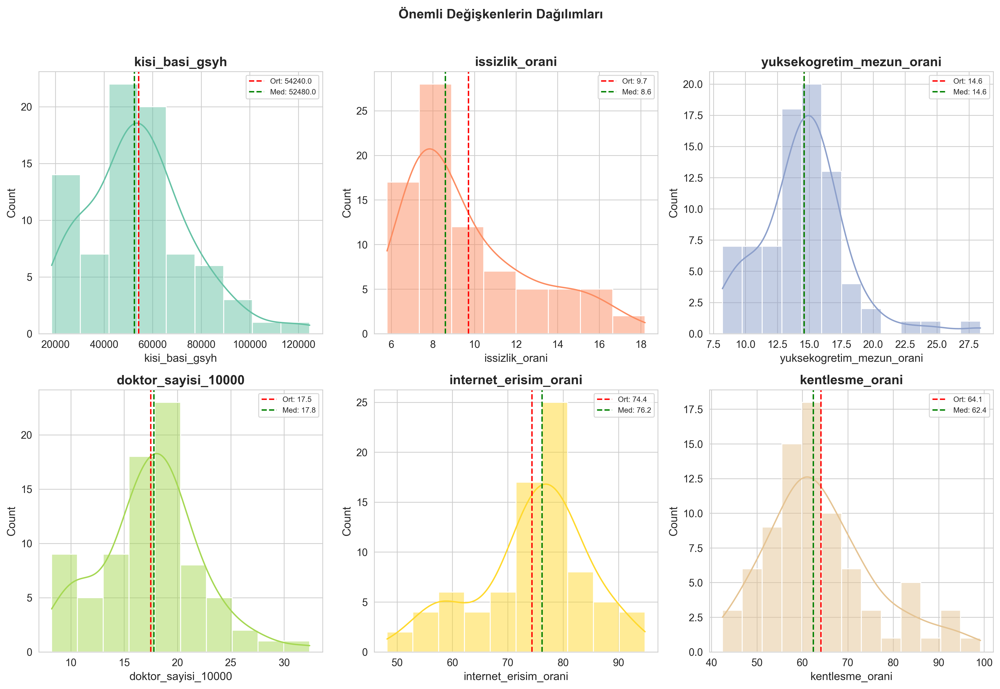 Önemli Değişkenlerin Dağılımları
kisi_basi_gsyh
Ort: 54240.0
Med: 52480.0
Count
20
15
10
5
0
20000 40000 60000 80000 100000 120000
kisi_basi_gsyh
issizlik_orani
Ort: 9.7
Med: 8.6
Count
25
20
15
10
5
0
6 8 10 12 14 16 18
issizlik_orani
yuksekogretim_mezun_orani
Ort: 14.6
Med: 14.6
Count
20.0
17.5
15.0
12.5
10.0
7.5
5.0
2.5
0.0
7.5 10.0 12.5 15.0 17.5 20.0 22.5 25.0 27.5
yuksekogretim_mezun_orani
doktor_sayisi_10000
Ort: 17.5
Med: 17.8
Count
20
15
10
5
0
10 15 20 25 30
doktor_sayisi_10000
internet_erisim_orani
Ort: 74.4
Med: 76.2
Count
25
20
15
10
5
0
50 60 70 80 90
internet_erisim_orani
kentlesme_orani
Ort: 64.1
Med: 62.4
Count
17.5
15.0
12.5
10.0
7.5
5.0
2.5
0.0
40 50 60 70 80 90 100
kentlesme_orani